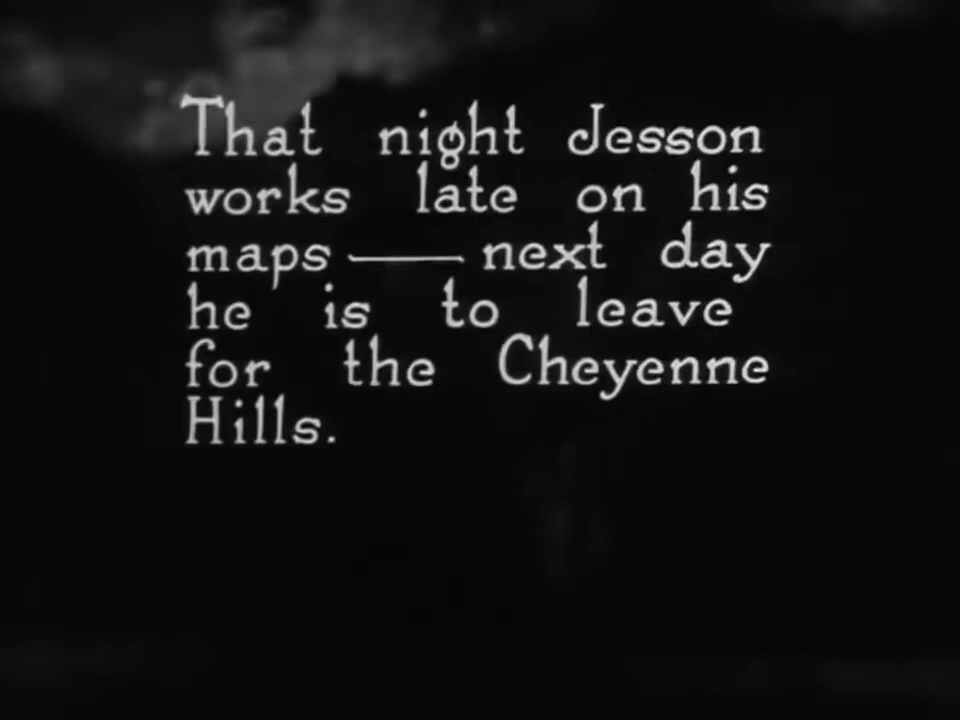 That night Jesson
works late on his
maps — next day
he is to leave
for the Cheyenne
Hills.